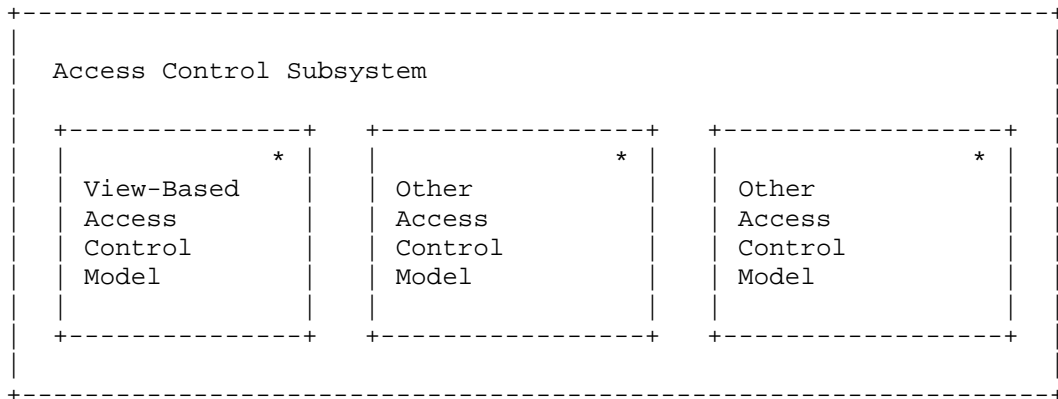 Access Control Subsystem
* * *
View-Based Other Other
Access Access Access
Control Control Control
Model Model Model